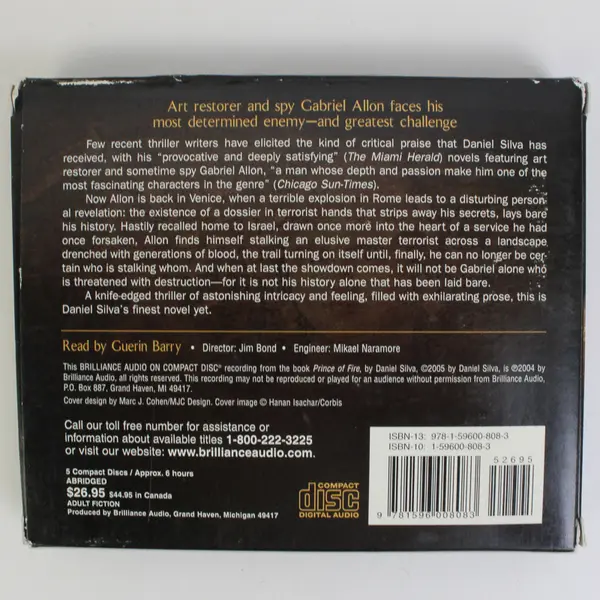 Art restorer and spy Gabriel Allon faces his
most determined enemy—and greatest challenge
Few recent thriller writers have elicited the kind of critical praise that Daniel Silva has
received, with his "provocative and deeply satisfying" (The Miami Herald) novels featuring art
restorer and sometime spy Gabriel Allon, "a man whose depth and passion make him one of the
most fascinating characters in the genre" (Chicago Sun-Times).
Now Allon is back in Venice, when a terrible explosion in Rome leads to a disturbing person-
al revelation: the existence of a dossier in terrorist hands that strips away his secrets, lays bare
his history. Hastily recalled home to Israel, drawn once more into the heart of a service he had
once forsaken, Allon finds himself stalking an elusive master terrorist across a landscape
drenched with generations of blood, the trail turning on itself until, finally, he can no longer be cer-
tain who is stalking whom. And when at last the showdown comes, it will not be Gabriel alone who
is threatened with destruction—for it is not his history alone that has been laid bare.
A knife-edged thriller of astonishing intricacy and feeling, filled with exhilarating prose, this is
Daniel Silva's finest novel yet.
Read by Guerin Barry • Director: Jim Bond • Engineer: Mikael Naramore
This BRILLIANCE AUDIO ON COMPACT DISC® recording from the book Prince of Fire, by Daniel Silva, ©2005 by Daniel Silva, is ℗2004 by
Brilliance Audio, all rights reserved. This recording may not be reproduced or played for an audience without permission from Brilliance Audio,
P.O. Box 887, Grand Haven, MI 49417.
Cover design by Marc J. Cohen/MJC Design. Cover image © Hanan Isachar/Corbis
Call our toll free number for assistance or
information about available titles 1-800-222-3225
or visit our website: www.brillianceaudio.com.
5 Compact Discs / Approx. 6 hours
ABRIDGED
$26.95 $44.95 in Canada
ADULT FICTION
Produced by Brilliance Audio, Grand Haven, Michigan 49417
COMPACT
disc
DIGITAL AUDIO
ISBN-13: 978-1-59600-808-3
ISBN-10: 1-59600-808-3
52695
9 781596 008083